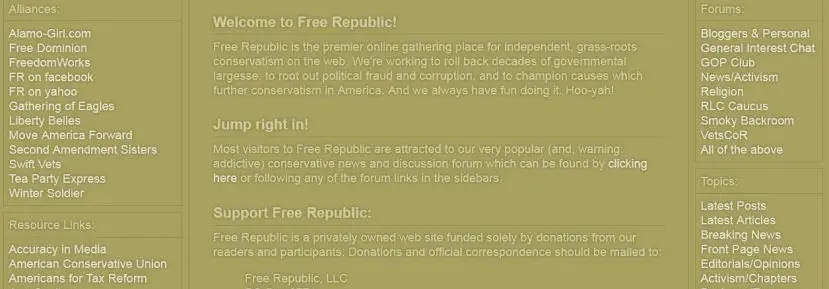 Alliances:
Alamo-Girl.com
Free Dominion
FreedomWorks
FR on facebook
FR on yahoo
Gathering of Eagles
Liberty Belles
Move America Forward
Second Amendment Sisters
Swift Vets
Tea Party Express
Winter Soldier
Resource Links:
Accuracy in Media
American Conservative Union
Americans for Tax Reform
Welcome to Free Republic!
Free Republic is the premier online gathering place for independent, grass-roots
conservatism on the web. We're working to roll back decades of governmental
largesse, to root out political fraud and corruption, and to champion causes which
further conservatism in America. And we always have fun doing it. Hoo-yah!
Jump right in!
Most visitors to Free Republic are attracted to our very popular (and, warning:
addictive) conservative news and discussion forum which can be found by clicking
here or following any of the forum links in the sidebars.
Support Free Republic:
Free Republic is a privately owned web site funded solely by donations from our
readers and participants. Donations and official correspondence should be mailed to:
Free Republic, LLC
Forums:
Bloggers & Personal
General Interest Chat
GOP Club
News/Activism
Religion
RLC Caucus
Smoky Backroom
VetsCoR
All of the above
Topics:
Latest Posts
Latest Articles
Breaking News
Front Page News
Editorials/Opinions
Activism/Chapters